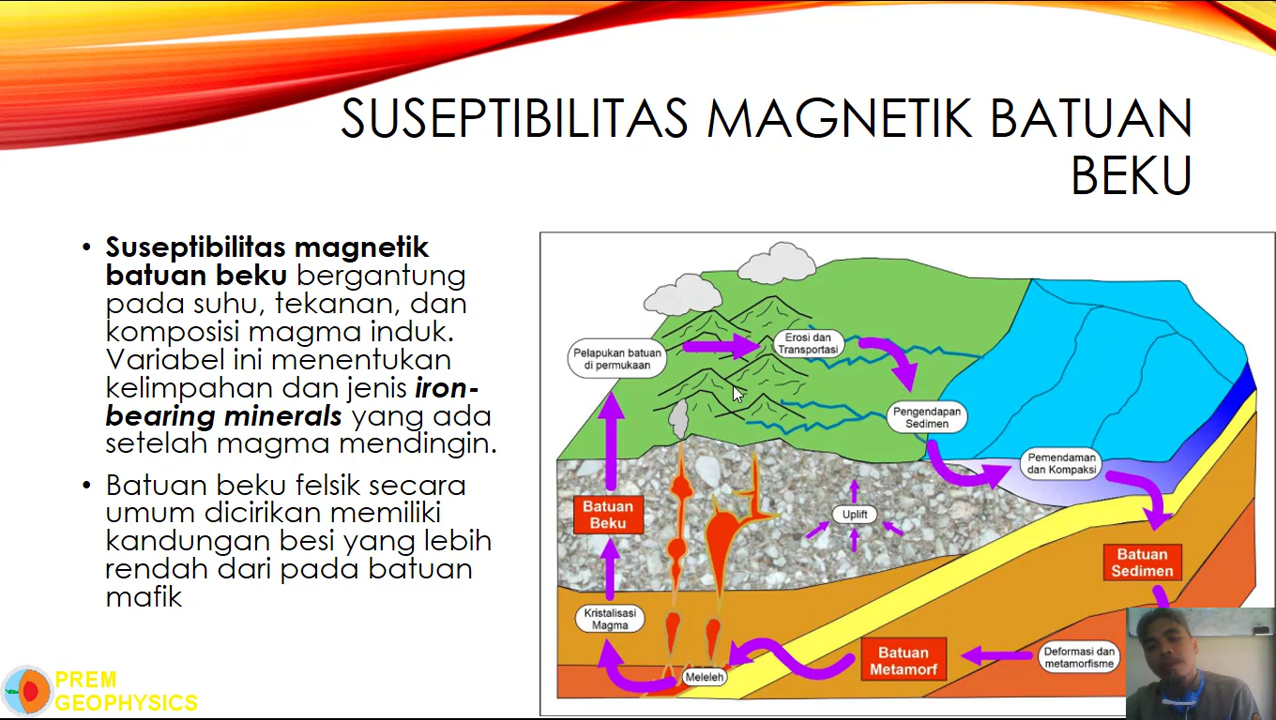 SUSEPTIBILITAS MAGNETIK BATUAN
BEKU
• Suseptibilitas magnetik
batuan beku bergantung
pada suhu, tekanan, dan
komposisi magma induk.
Variabel ini menentukan
kelimpahan dan jenis iron-
bearing minerals yang ada
setelah magma mendingin.
• Batuan beku felsik secara
umum dicirikan memiliki
kandungan besi yang lebih
rendah dari pada batuan
mafik
Pelapukan batuan
di permukaan
Erosi dan
Transportasi
Pengendapan
Sedimen
Pemendaman
dan Kompaksi
Batuan
Beku
Uplift
Batuan
Sedimen
Kristalisasi
Magma
Meleleh
Batuan
Metamorf
Deformasi dan
metamorfisme
PREM
GEOPHYSICS